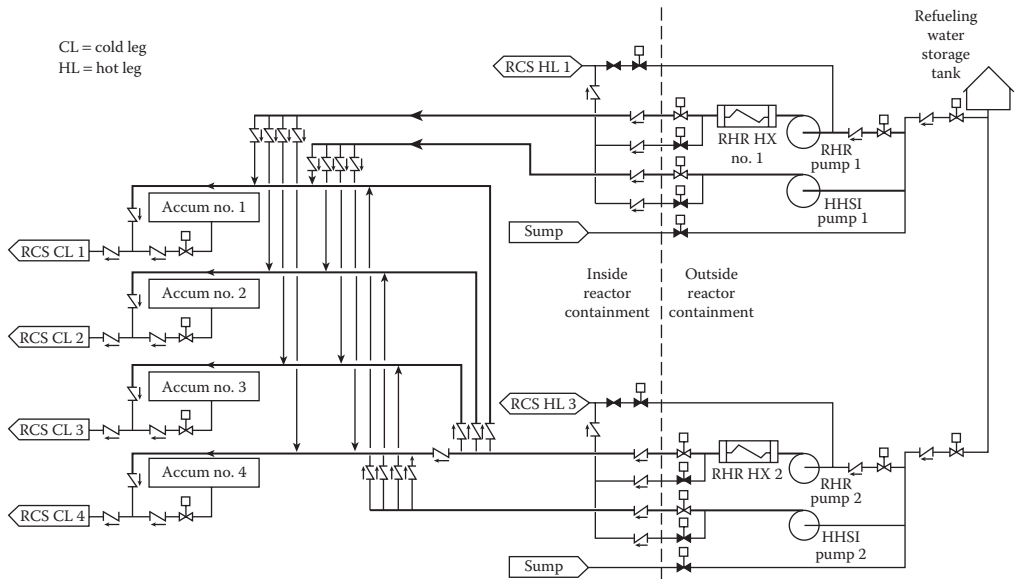 CL = cold leg
HL = hot leg
RCS HL 1
Refueling
water
storage
tank
RHR HX
no. 1
RHR
pump 1
HHSI
pump 1
Sump
Accum no. 1
RCS CL 1
Accum no. 2
RCS CL 2
Accum no. 3
RCS CL 3
Accum no. 4
RCS CL 4
Inside
reactor
containment
Outside
reactor
containment
RCS HL 3
RHR HX 2
RHR
pump 2
HHSI
pump 2
Sump